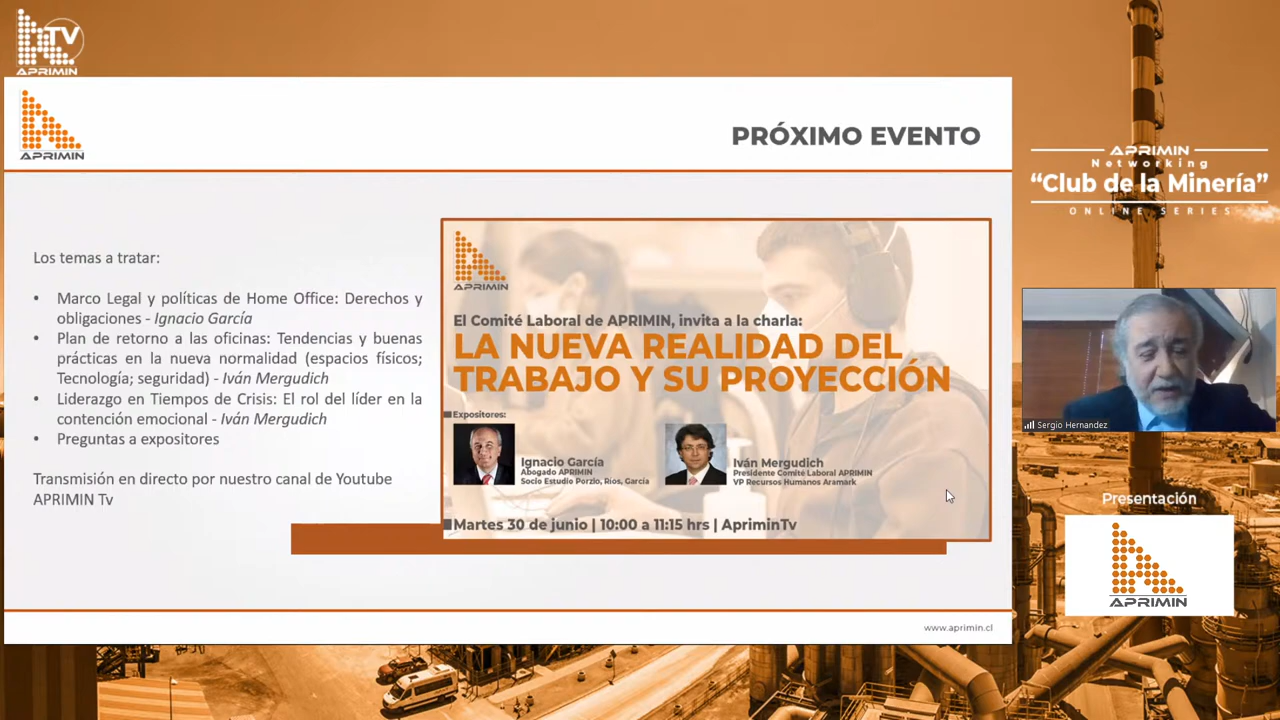 TV
APRIMIN
APRIMIN
PRÓXIMO EVENTO
Los temas a tratar:
• Marco Legal y políticas de Home Office: Derechos y
obligaciones - Ignacio García
• Plan de retorno a las oficinas: Tendencias y buenas
prácticas en la nueva normalidad (espacios físicos;
Tecnología; seguridad) - Iván Mergudich
• Liderazgo en Tiempos de Crisis: El rol del líder en la
contención emocional - Iván Mergudich
• Preguntas a expositores
Transmisión en directo por nuestro canal de Youtube
APRIMIN Tv
APRIMIN
El Comité Laboral de APRIMIN, invita a la charla:
LA NUEVA REALIDAD DEL
TRABAJO Y SU PROYECCIÓN
Expositores:
Ignacio García
Abogado APRIMIN
Socio Estudio Porzio, Rios, García
Iván Mergudich
Presidente Comité Laboral APRIMIN
VP Recursos Humanos Aramark
Martes 30 de junio | 10:00 a 11:15 hrs | ApriminTv
www.aprimin.cl
APRIMIN
Networking
“Club de la Minería”
ONLINE SERIES
Sergio Hernandez
Presentación
APRIMIN